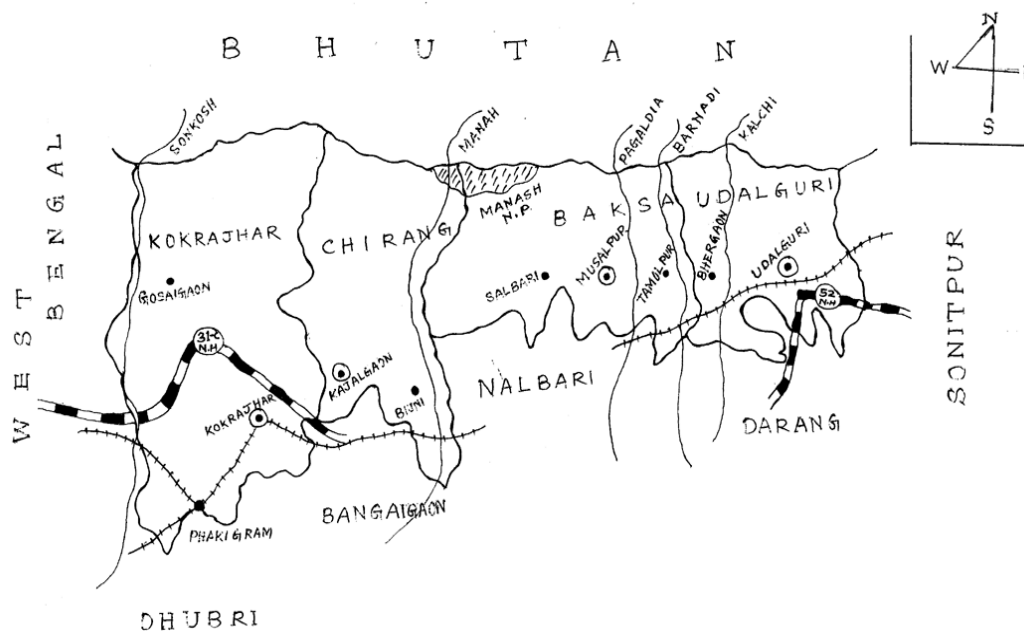 BHUTAN
N
W
S
SONKOSH
MANAH
PAGALDIA
BARNADI
KALCHI
WEST
BENGAL
MANASH
N.P.
KOKRAJHAR
CHIRANG
BAKSA
UDALGURI
GOSAIGAON
SALBARI
MUSALPUR
TAMULPUR
BHERGAON
UDALGURI
SONITPUR
31-C
N.H
52
N.H
KAJALGAON
BIJNI
KOKRAJHAR
NALBARI
DARANG
PHAKIGRAM
BANGAIGAON
DHUBRI